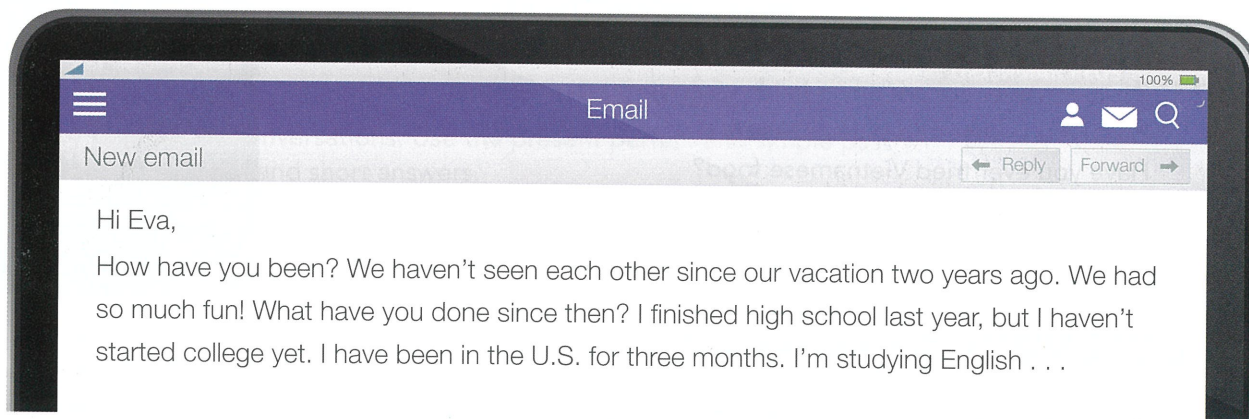 100%
Email
New email
Reply
Forward
Hi Eva,
How have you been? We haven't seen each other since our vacation two years ago. We had
so much fun! What have you done since then? I finished high school last year, but I haven't
started college yet. I have been in the U.S. for three months. I'm studying English . . .